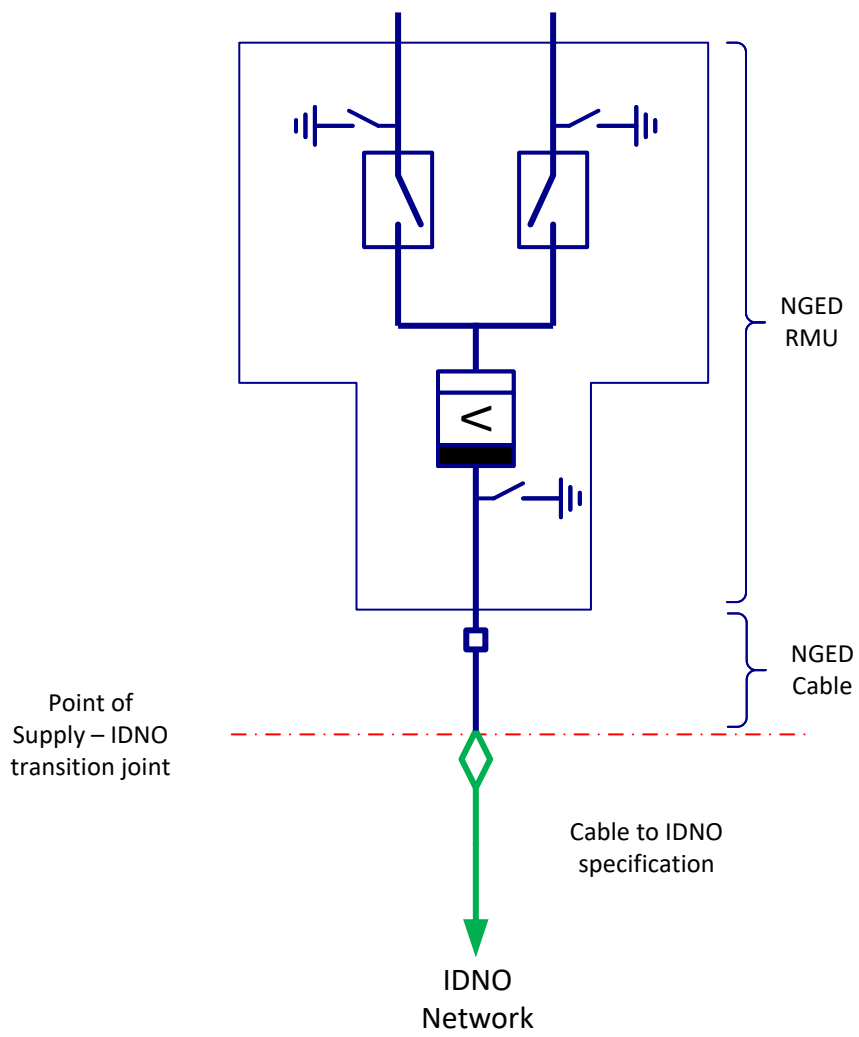 NGED
RMU
<
NGED
Cable
Point of
Supply – IDNO
transition joint
Cable to IDNO
specification
IDNO
Network